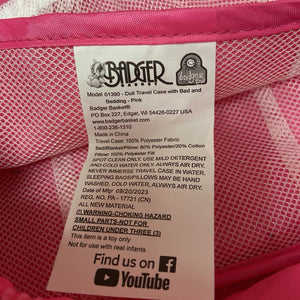 BADGER
badger
Model 01390 - Doll Travel Case with Bed and
Bedding - Pink
Badger Basket®
PO Box 227, Edgar, WI 54426-0227 USA
www.badgerbasket.com
1-800-236-1310
Travel Case: 100% Polyester Fabric
Bed/Blanket/Pillow: 80% Polyester/20% Cotton
Pillow: 100% Polyester Fill
SPOT CLEAN ONLY, USE MILD DETERGENT
AND COLD WATER ONLY, ALWAYS AIR DRY.
NEVER IMMERSE TRAVEL CASE IN WATER.
SLEEPING BAGS/PILLOWS MAY BE HAND
WASHED, COLD WATER, ALWAYS AIR DRY.
Date of Mfg: 09/20/2023
REG. NO. PA - 17721 (CN)
ALL NEW MATERIAL
WARNING: CHOKING HAZARD
SMALL PARTS-NOT FOR
CHILDREN UNDER THREE (3)
This item is a toy only
Not for use with real infants
Find us on
YouTube